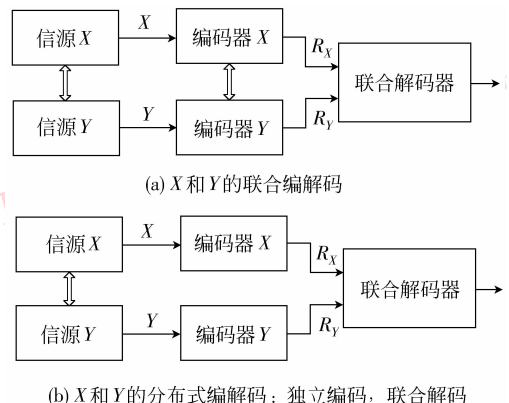 信源X X 编码器X R_X
联合解码器
信源Y Y 编码器Y R_Y
(a) X和Y的联合编解码
信源X X 编码器X R_X
联合解码器
信源Y Y 编码器Y R_Y
(b) X和Y的分布式编解码：独立编码，联合解码